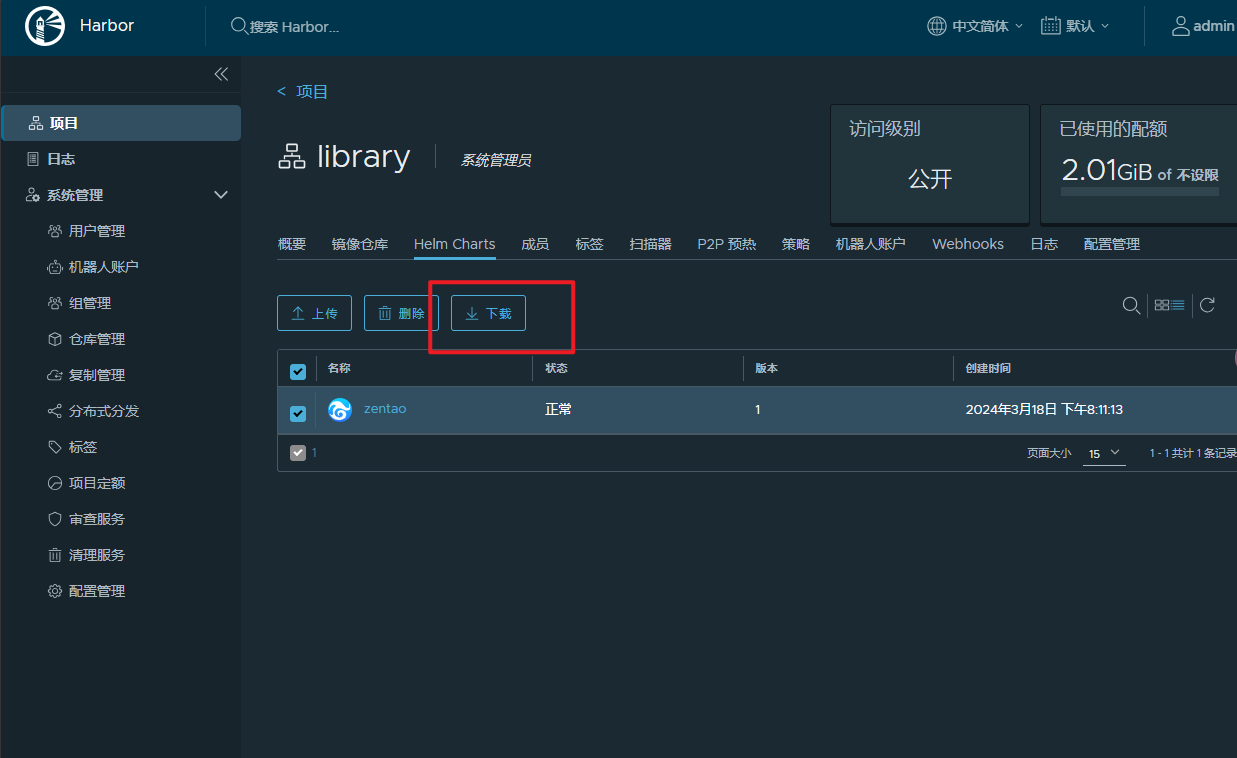 Harbor
搜索 Harbor...
中文简体
默认
admin
项目
日志
系统管理
用户管理
机器人账户
组管理
仓库管理
复制管理
分布式分发
标签
项目定额
审查服务
清理服务
配置管理
< 项目
library
系统管理员
访问级别
公开
已使用的配额
2.01GiB of 不设限
概要 镜像仓库 Helm Charts 成员 标签 扫描器 P2P 预热 策略 机器人账户 Webhooks 日志 配置管理
上传 删除 下载
名称 状态 版本 创建时间
zentao 正常 1 2024年3月18日 下午8:11:13
1 页面大小 15 1 - 1 共计 1 条记录